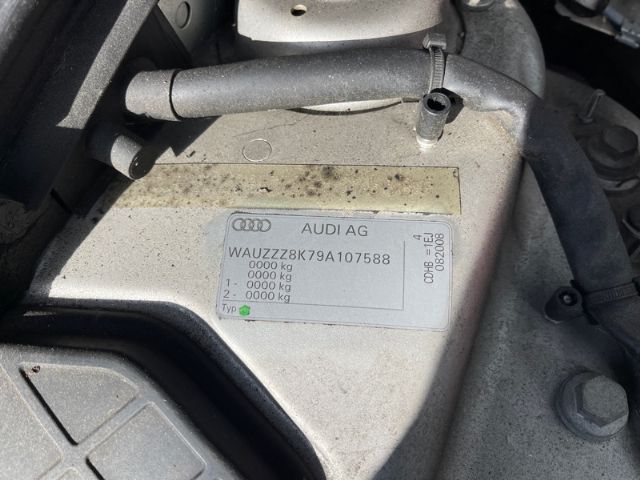 AUDI AG
WAUZZZ8K79A107588
0000 kg
0000 kg
1 - 0000 kg
2 - 0000 kg
Typ
4
CDHB =1EJ
082008